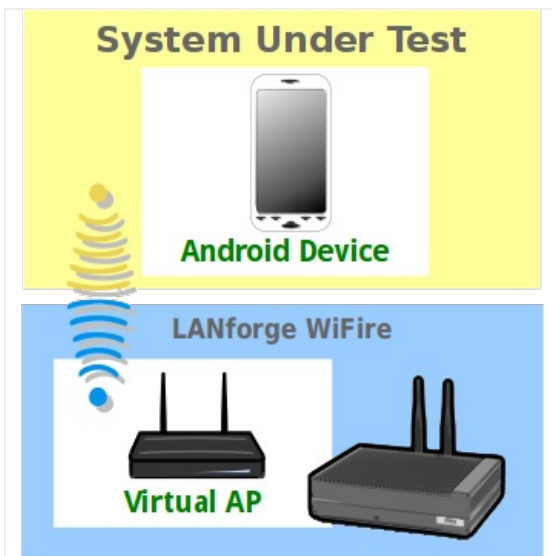 System Under Test
Android Device
LANforge WiFire
Virtual AP